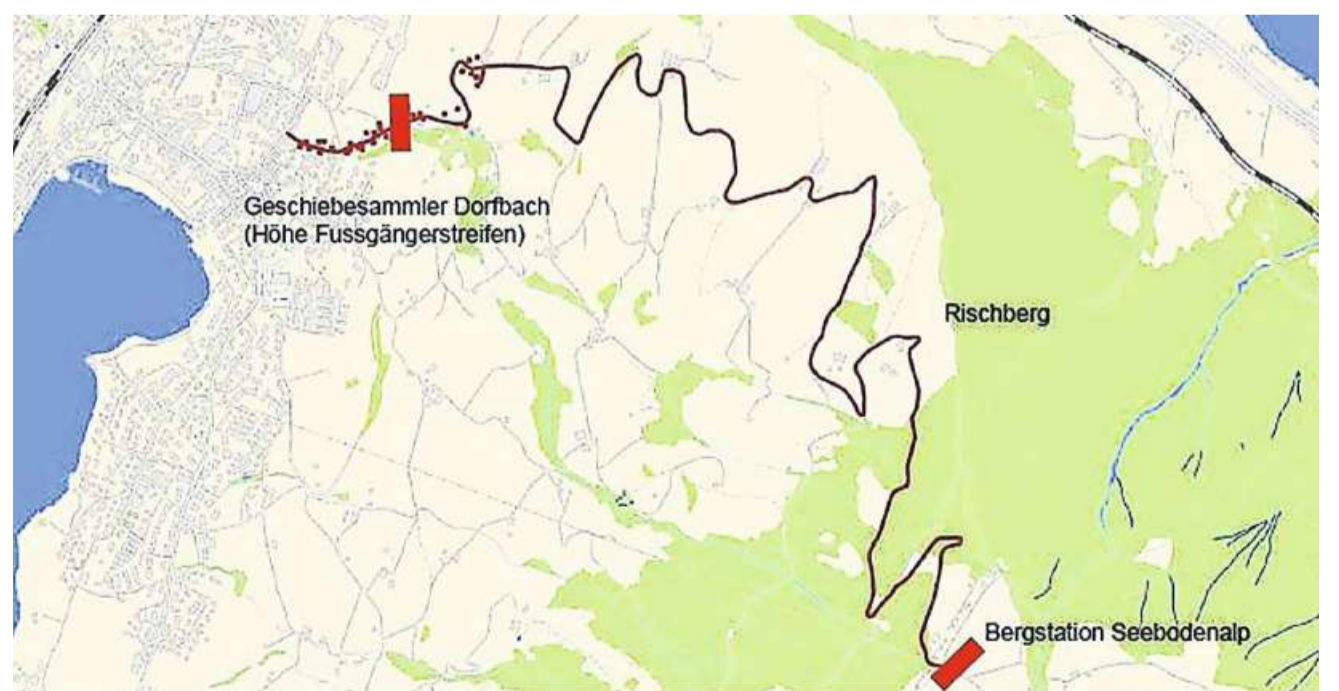 Geschiebesammler Dorfbach
(Höhe Fussgängerstreifen)
Rischberg
Bergstation Seebodenalp